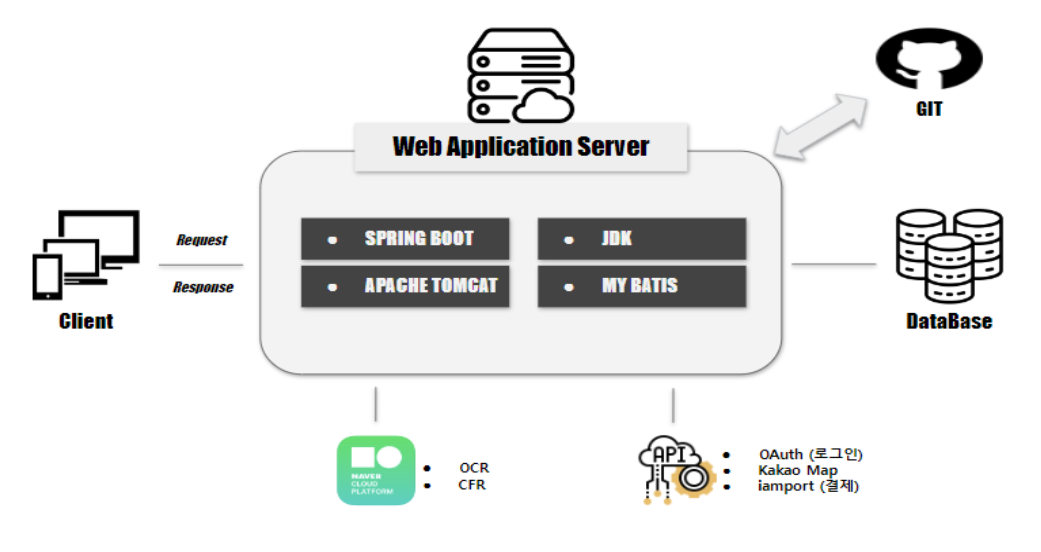 GIT
Web Application Server
Request
Response
Client
• SPRING BOOT
• APACHE TOMCAT
• JDK
• MY BATIS
DataBase
NAVER
CLOUD
PLATFORM
• OCR
• CFR
API
• OAuth (로그인)
• Kakao Map
• iamport (결제)